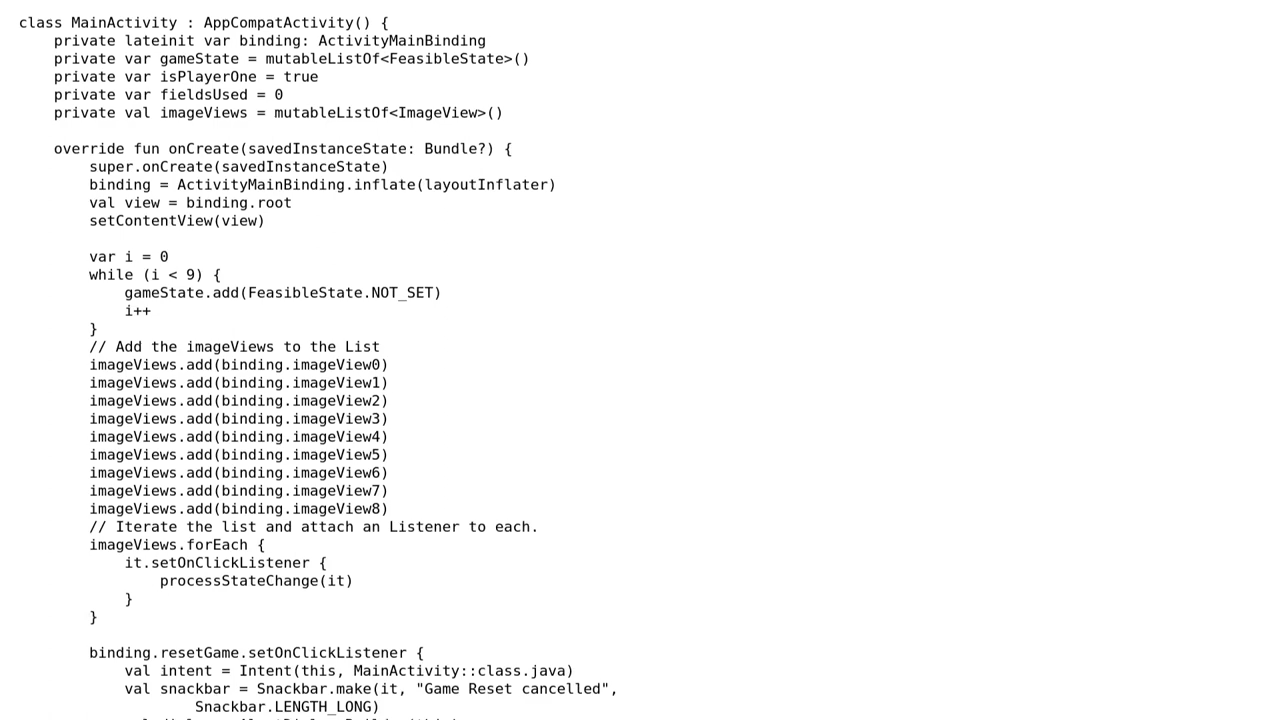 class MainActivity : AppCompatActivity() {
    private lateinit var binding: ActivityMainBinding
    private var gameState = mutableListOf<FeasibleState>()
    private var isPlayerOne = true
    private var fieldsUsed = 0
    private val imageViews = mutableListOf<ImageView>()

    override fun onCreate(savedInstanceState: Bundle?) {
        super.onCreate(savedInstanceState)
        binding = ActivityMainBinding.inflate(layoutInflater)
        val view = binding.root
        setContentView(view)

        var i = 0
        while (i < 9) {
            gameState.add(FeasibleState.NOT_SET)
            i++
        }
        // Add the imageViews to the List
        imageViews.add(binding.imageView0)
        imageViews.add(binding.imageView1)
        imageViews.add(binding.imageView2)
        imageViews.add(binding.imageView3)
        imageViews.add(binding.imageView4)
        imageViews.add(binding.imageView5)
        imageViews.add(binding.imageView6)
        imageViews.add(binding.imageView7)
        imageViews.add(binding.imageView8)
        // Iterate the list and attach an Listener to each.
        imageViews.forEach {
            it.setOnClickListener {
                processStateChange(it)
            }
        }

        binding.resetGame.setOnClickListener {
            val intent = Intent(this, MainActivity::class.java)
            val snackbar = Snackbar.make(it, "Game Reset cancelled",
                    Snackbar.LENGTH_LONG)